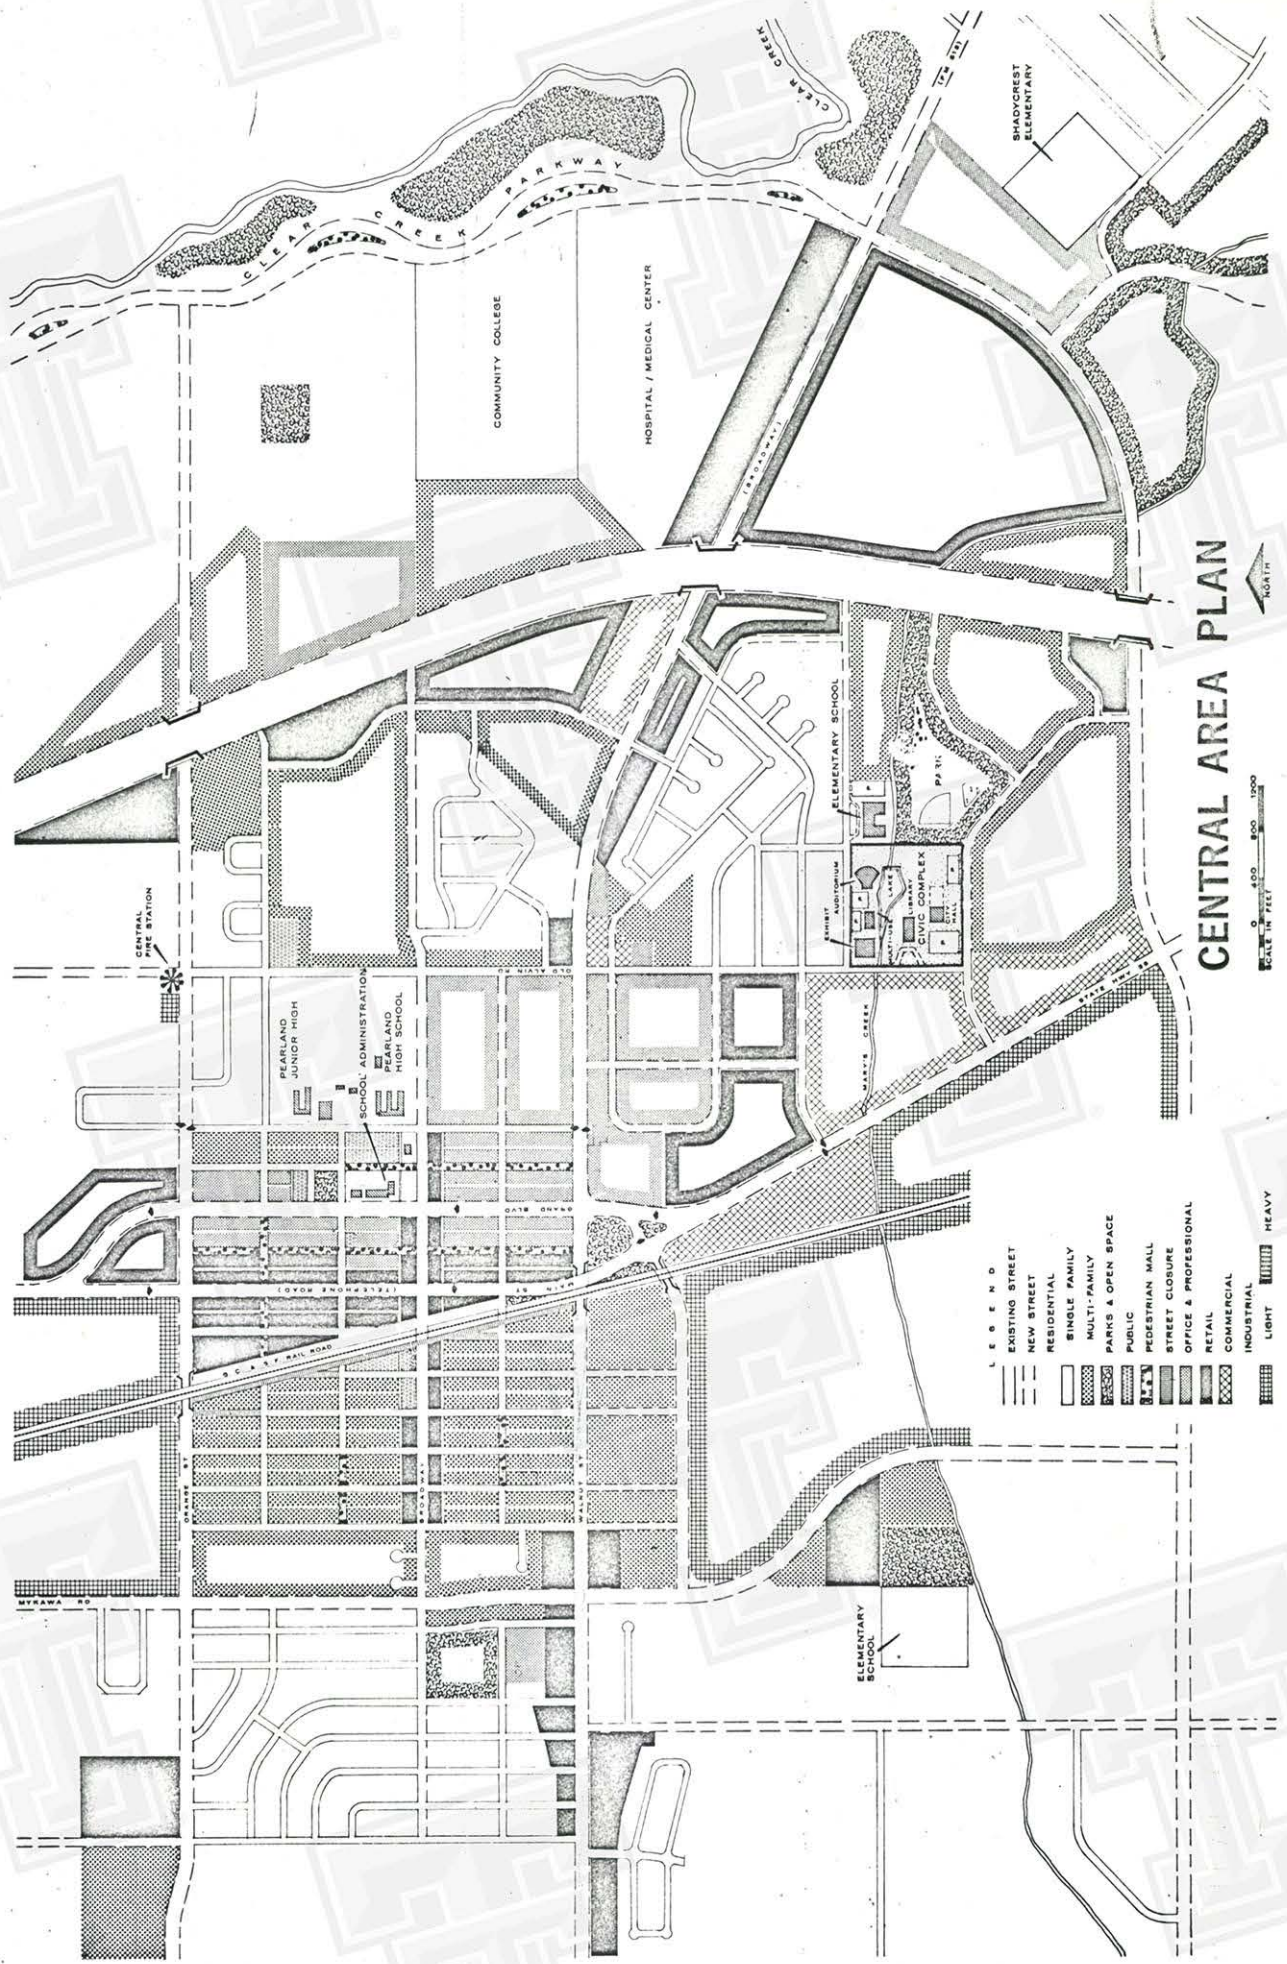 CLEAR CREEK
(FM 518)
SHADYCREST
ELEMENTARY
CLEAR CREEK PARKWAY
COMMUNITY COLLEGE
HOSPITAL / MEDICAL CENTER
(BROADWAY)
CENTRAL
FIRE STATION
PEARLAND
JUNIOR HIGH
SCHOOL ADMINISTRATION
PEARLAND
HIGH SCHOOL
OLD ALVIN RD
ELEMENTARY SCHOOL
PARK
EXHIBIT
AUDITORIUM
P
P
P
P
P
LAKE
MULTI-USE
LIBRARY
CIVIC COMPLEX
CITY
HALL
MARY'S CREEK
STATE HWY 35
GRAND BLVD
(TELEPHONE ROAD)
MAIN ST
G C & S F RAIL ROAD
ORANGE ST
BROADWAY
WALNUT ST
MYKAWA RD
ELEMENTARY
SCHOOL
CENTRAL AREA PLAN
NORTH
0 400 800 1200
SCALE IN FEET
LEGEND
EXISTING STREET
NEW STREET
RESIDENTIAL
SINGLE FAMILY
MULTI-FAMILY
PARKS & OPEN SPACE
PUBLIC
PEDESTRIAN MALL
STREET CLOSURE
OFFICE & PROFESSIONAL
RETAIL
COMMERCIAL
INDUSTRIAL
LIGHT HEAVY